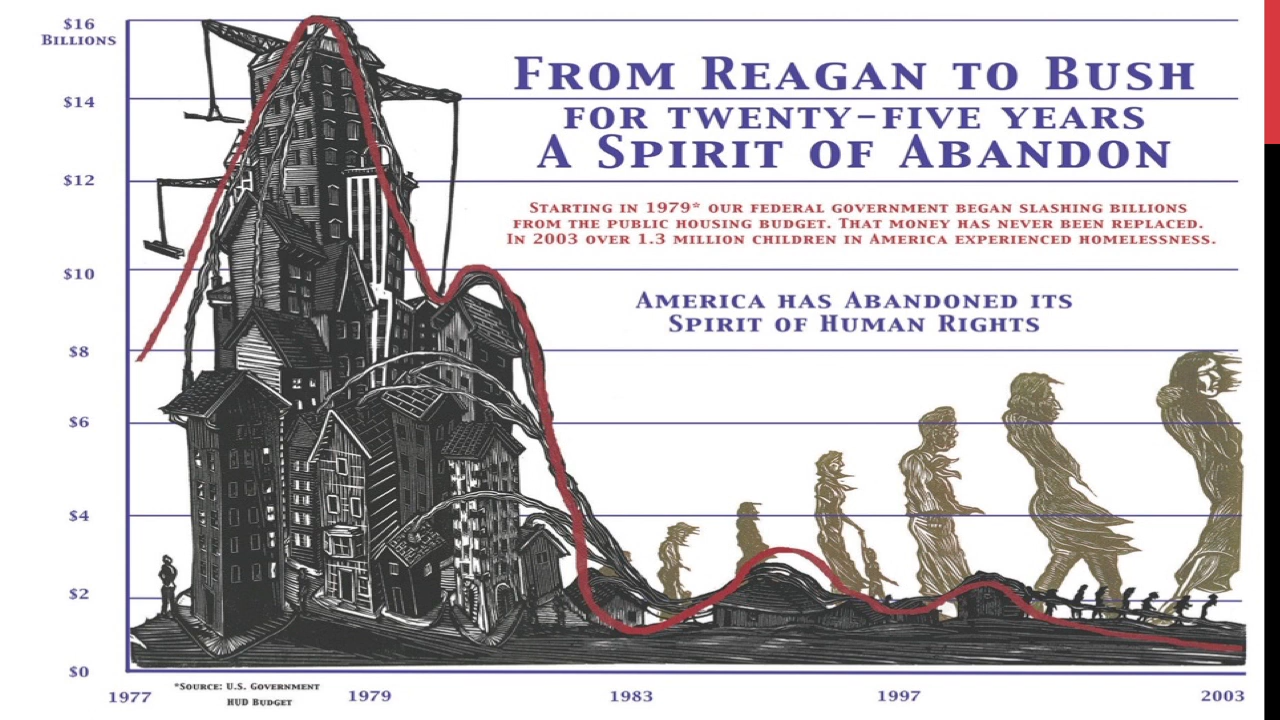 $16
Billions
From Reagan to Bush
for twenty-five years
A Spirit of Abandon
$14
$12
Starting in 1979* our federal government began slashing billions
from the public housing budget. That money has never been replaced.
In 2003 over 1.3 million children in America experienced homelessness.
$10
America has Abandoned its
Spirit of Human Rights
$8
$6
$4
$2
$0
*Source: U.S. Government
HUD Budget
1977
1979
1983
1997
2003